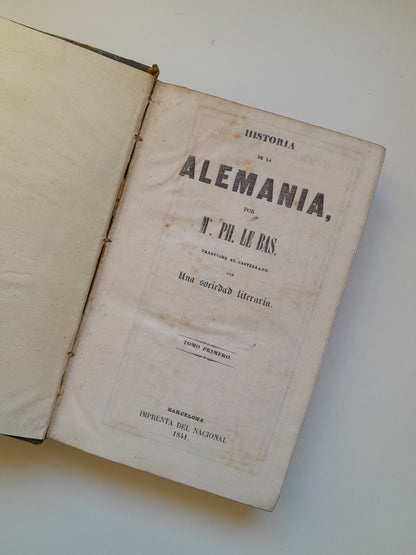 HISTORIA
DE LA
ALEMANIA,
POR
Mr. PH. LE BAS.
TRADUCIDA AL CASTELLANO
POR
Una sociedad literaria.
TOMO PRIMERO.
BARCELONA.
IMPRENTA DEL NACIONAL
1841.